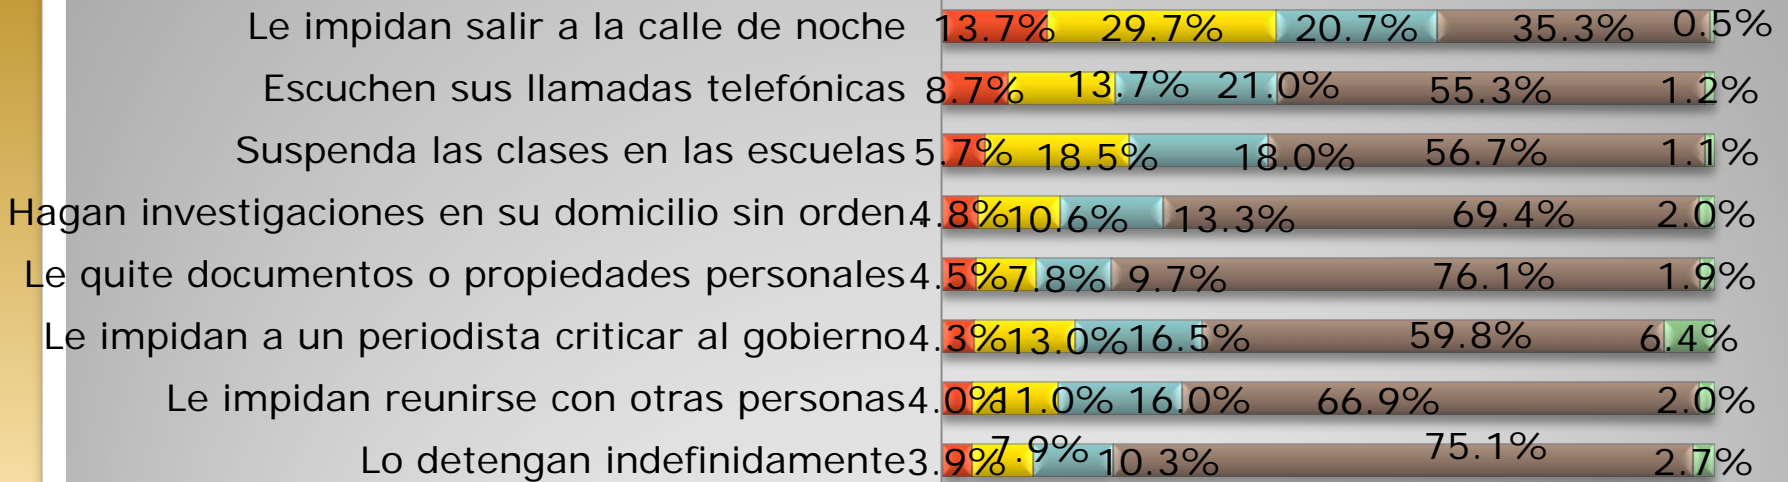 Le impidan salir a la calle de noche 13.7% 29.7% 20.7% 35.3% 0.5%
Escuchen sus llamadas telefónicas 8.7% 13.7% 21.0% 55.3% 1.2%
Suspenda las clases en las escuelas 5.7% 18.5% 18.0% 56.7% 1.1%
Hagan investigaciones en su domicilio sin orden… 4.8% 10.6% 13.3% 69.4% 2.0%
Le quite documentos o propiedades personales 4.5% 7.8% 9.7% 76.1% 1.9%
Le impidan a un periodista criticar al gobierno 4.3% 13.0% 16.5% 59.8% 6.4%
Le impidan reunirse con otras personas 4.0% 11.0% 16.0% 66.9% 2.0%
Lo detengan indefinidamente 3.9% 7.9% 10.3% 75.1% 2.7%